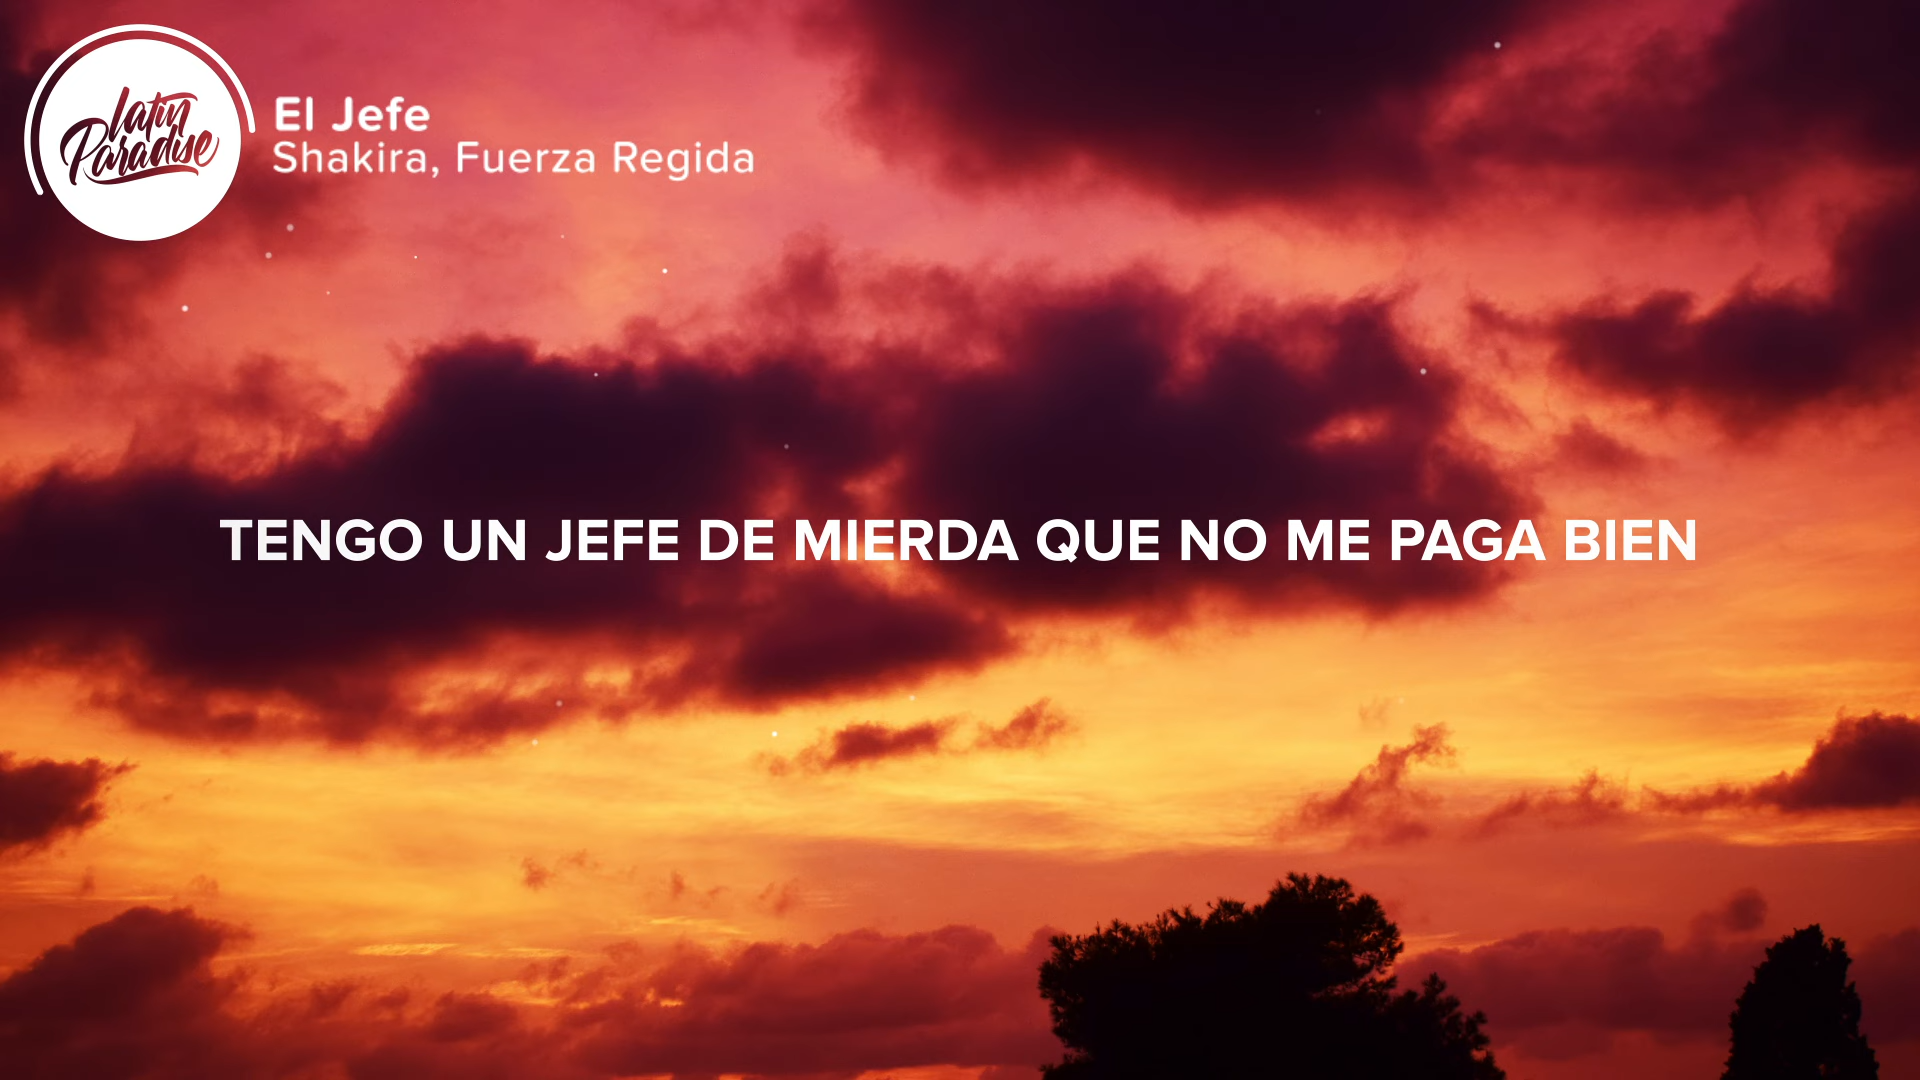 latin
Paradise
El Jefe
Shakira, Fuerza Regida
TENGO UN JEFE DE MIERDA QUE NO ME PAGA BIEN